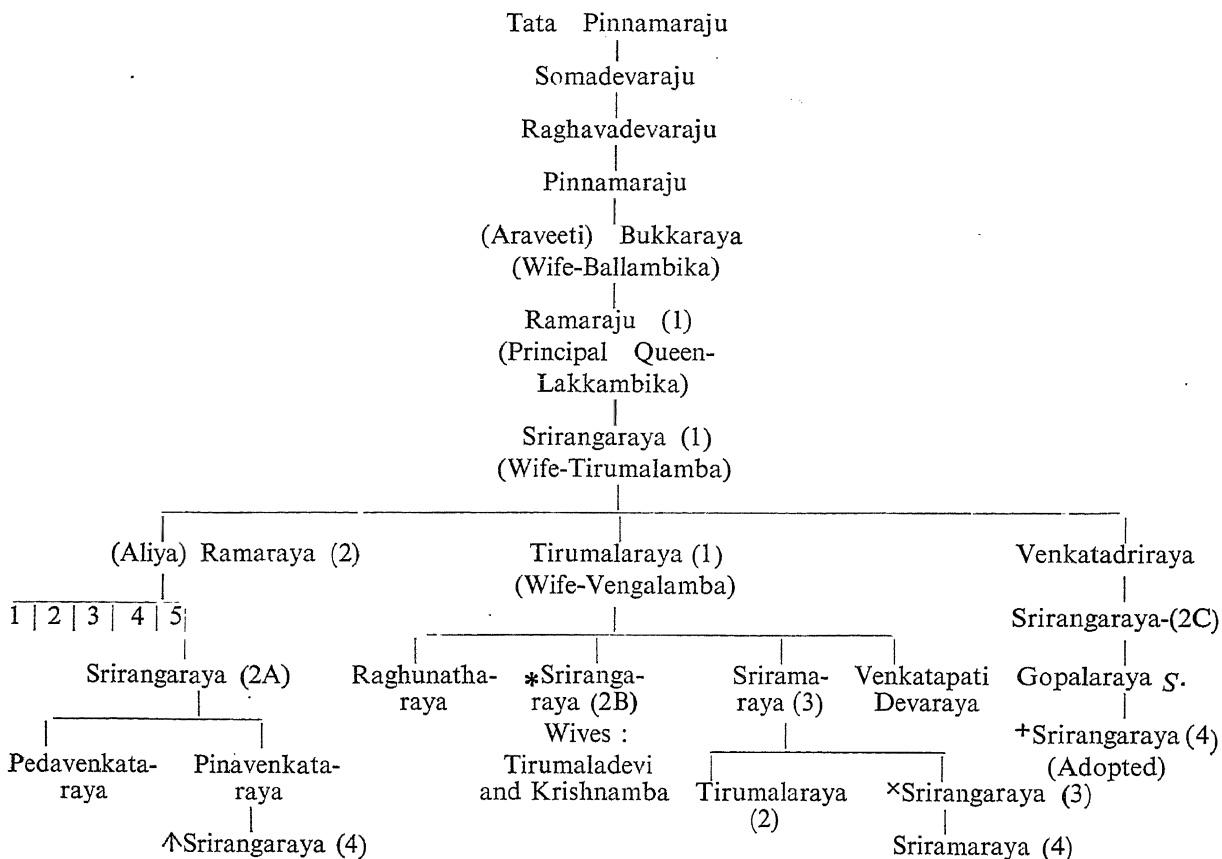 Tata Pinnamaraju
Somadevaraju
Raghavadevaraju
Pinnamaraju
(Araveeti) Bukkaraya
(Wife-Ballambika)
Ramaraju (1)
(Principal Queen-
Lakkambika)
Srirangaraya (1)
(Wife-Tirumalamba)
(Aliya) Ramaraya (2)
Tirumalaraya (1)
(Wife-Vengalamba)
Venkatadriraya
1 | 2 | 3 | 4 | 5
Srirangaraya-(2C)
Srirangaraya (2A)
Raghunatha-
raya
*Siranga-
raya (2B)
Wives :
Tirumaladevi
and Krishnamba
Srirama-
raya (3)
Venkatapati
Devaraya
Gopalaraya S.
+Srirangaraya (4)
(Adopted)
Pedavenkata-
raya
Pinavenkata-
raya
Tirumalaraya
(2)
×Srirangaraya (3)
↑Srirangaraya (4)
Sriramaraya (4)